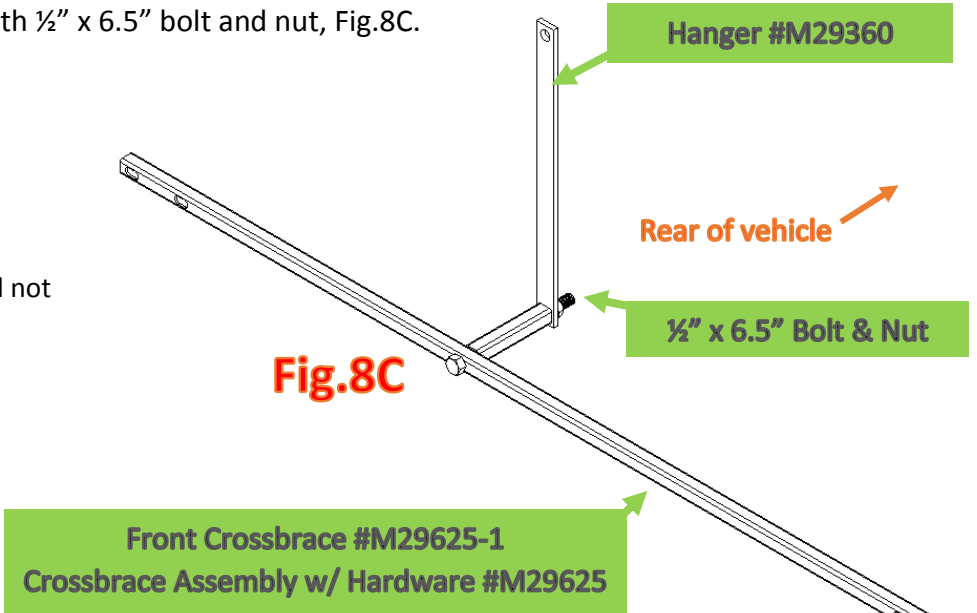 th ½” x 6.5” bolt and nut, Fig.8C.
Hanger #M29360
Rear of vehicle
not
½” x 6.5” Bolt & Nut
Fig.8C
Front Crossbrace #M29625-1
Crossbrace Assembly w/ Hardware #M29625